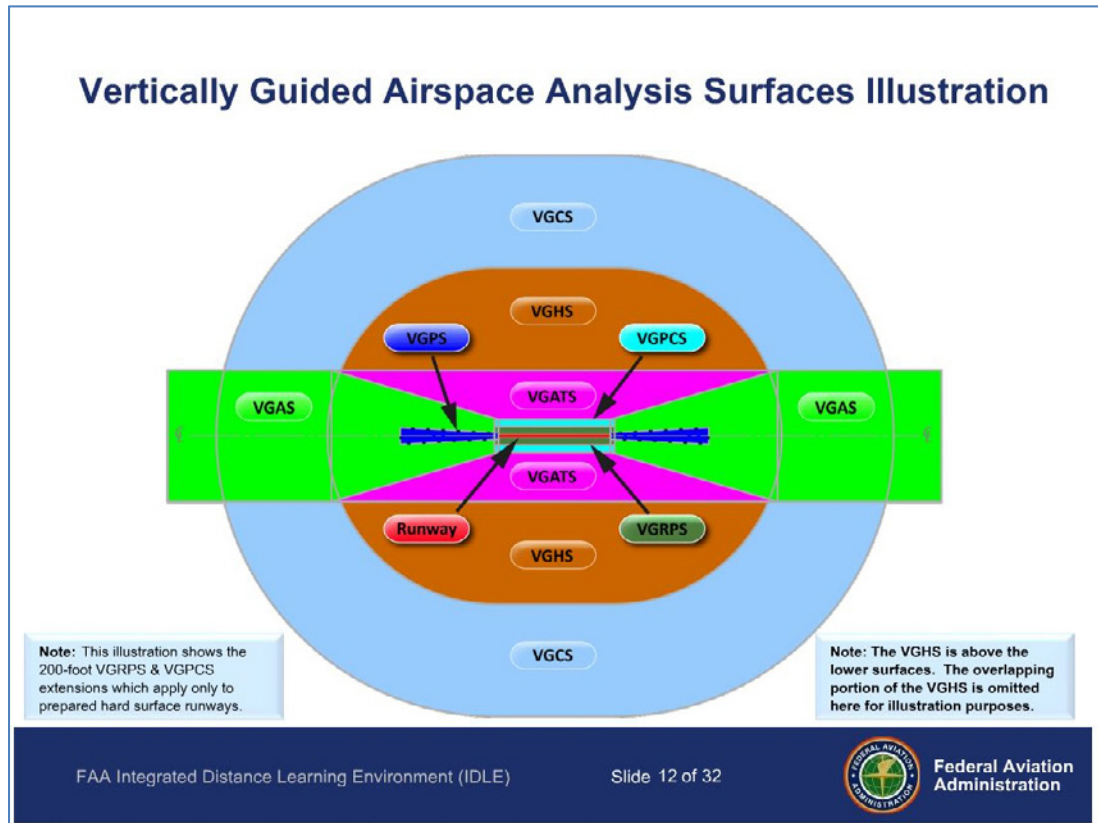 Vertically Guided Airspace Analysis Surfaces Illustration
VGCS
VGHS
VGPS
VGPCS
VGATS
VGAS
VGAS
VGATS
Runway
VGRPS
VGHS
VGCS
Note: This illustration shows the
200-foot VGRPS & VGPCS
extensions which apply only to
prepared hard surface runways.
Note: The VGHS is above the
lower surfaces. The overlapping
portion of the VGHS is omitted
here for illustration purposes.
FAA Integrated Distance Learning Environment (IDLE)
Slide 12 of 32
FEDERAL AVIATION
ADMINISTRATION
Federal Aviation
Administration